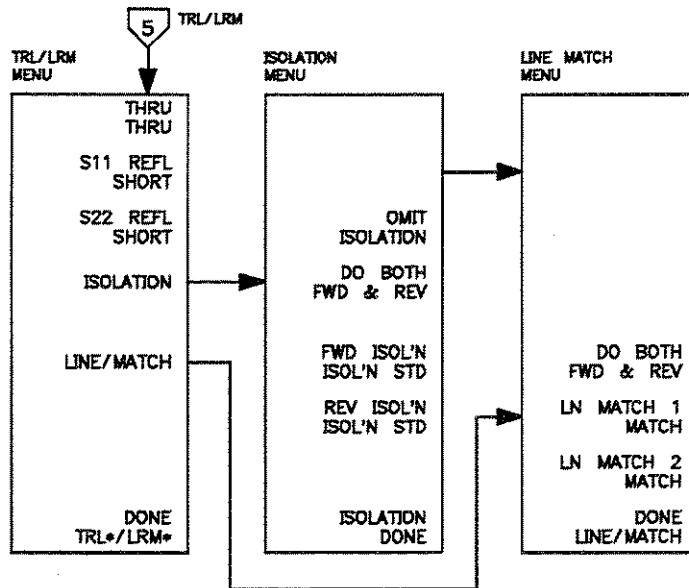 5 TRL/LRM
TRL/LRM
MENU
THRU
THRU
S11 REFL
SHORT
S22 REFL
SHORT
ISOLATION
LINE/MATCH
DONE
TRL*/LRM*
ISOLATION
MENU
OMIT
ISOLATION
DO BOTH
FWD & REV
FWD ISOL'N
ISOL'N STD
REV ISOL'N
ISOL'N STD
ISOLATION
DONE
LINE MATCH
MENU
DO BOTH
FWD & REV
LN MATCH 1
MATCH
LN MATCH 2
MATCH
DONE
LINE/MATCH